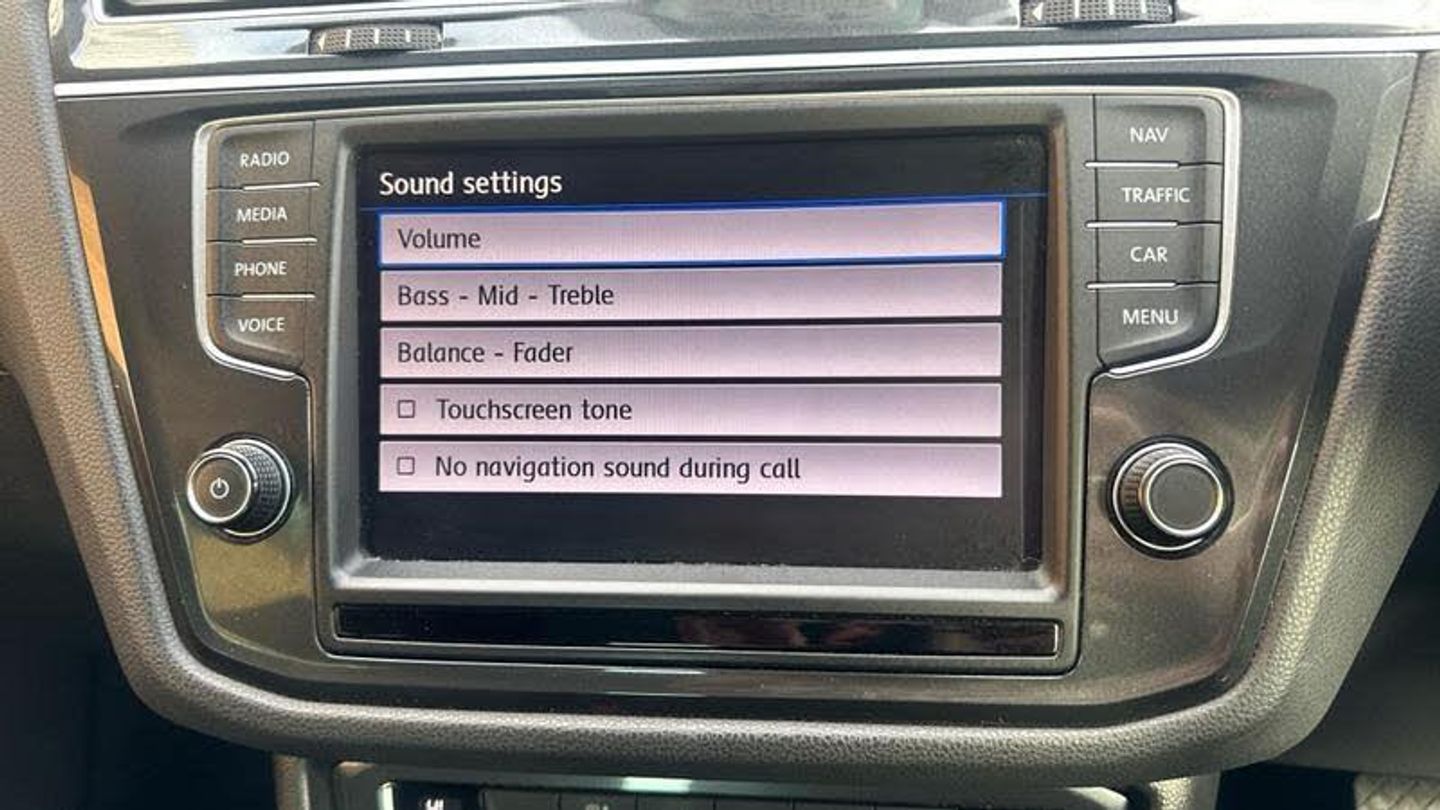 RADIO
MEDIA
PHONE
VOICE
Sound settings
Volume
Bass - Mid - Treble
Balance - Fader
Touchscreen tone
No navigation sound during call
NAV
TRAFFIC
CAR
MENU